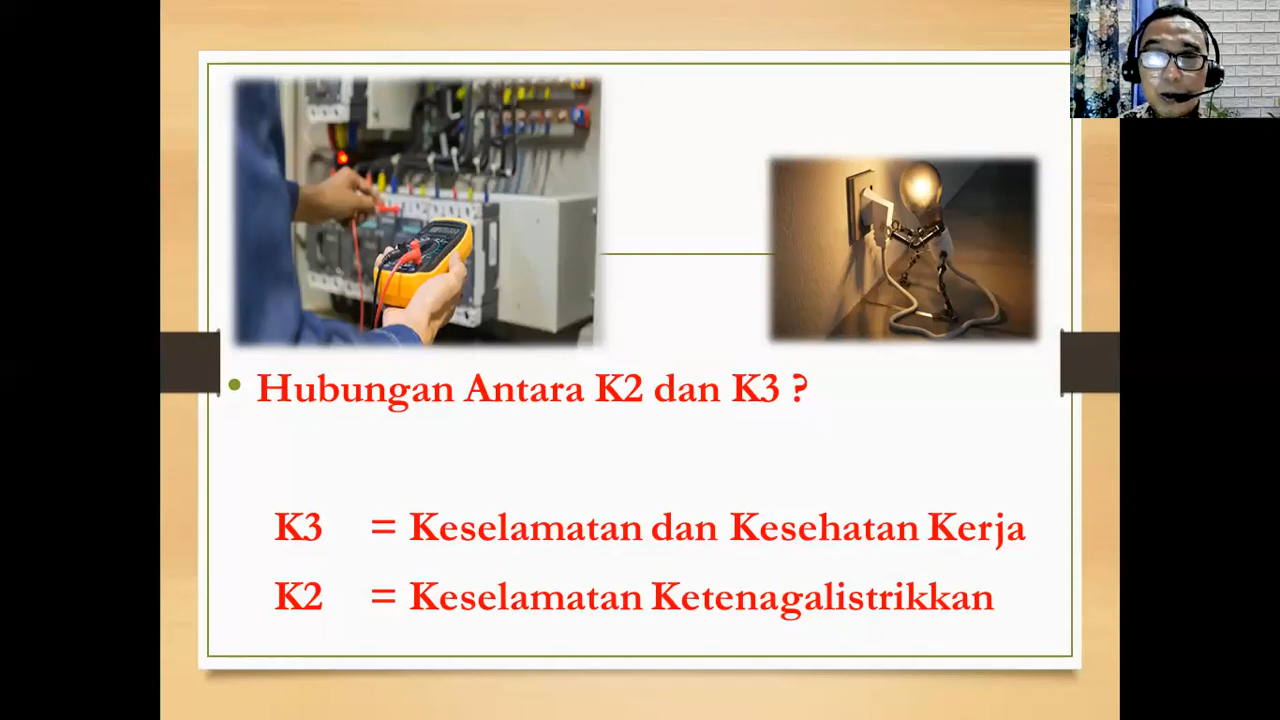 • Hubungan Antara K2 dan K3 ?
K3 = Keselamatan dan Kesehatan Kerja
K2 = Keselamatan Ketenagalistrikkan